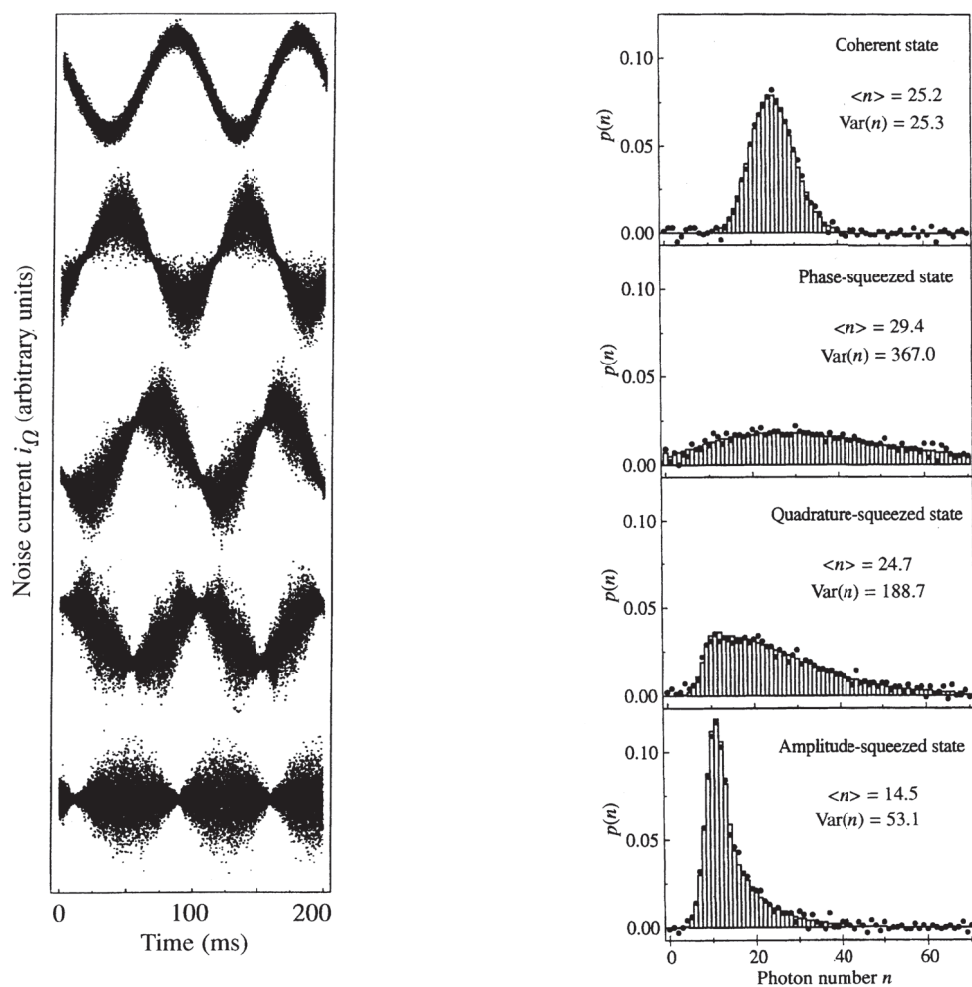 Noise current i_Ω (arbitrary units)
0 100 200
Time (ms)
0.10
0.05
0.00
p(n)
Coherent state
<n> = 25.2
Var(n) = 25.3
0.10
0.05
0.00
p(n)
Phase-squeezed state
<n> = 29.4
Var(n) = 367.0
0.10
0.05
0.00
p(n)
Quadrature-squeezed state
<n> = 24.7
Var(n) = 188.7
0.10
0.05
0.00
p(n)
Amplitude-squeezed state
<n> = 14.5
Var(n) = 53.1
0 20 40 60
Photon number n